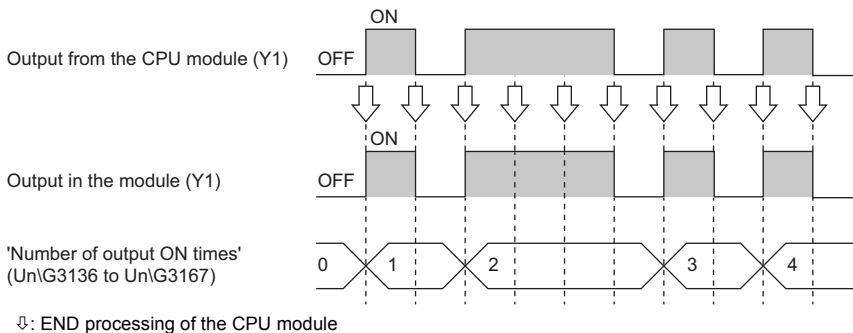 ON
Output from the CPU module (Y1) OFF
ON
Output in the module (Y1) OFF
'Number of output ON times'
(Un\G3136 to Un\G3167)
0 1 2 3 4
⇩: END processing of the CPU module